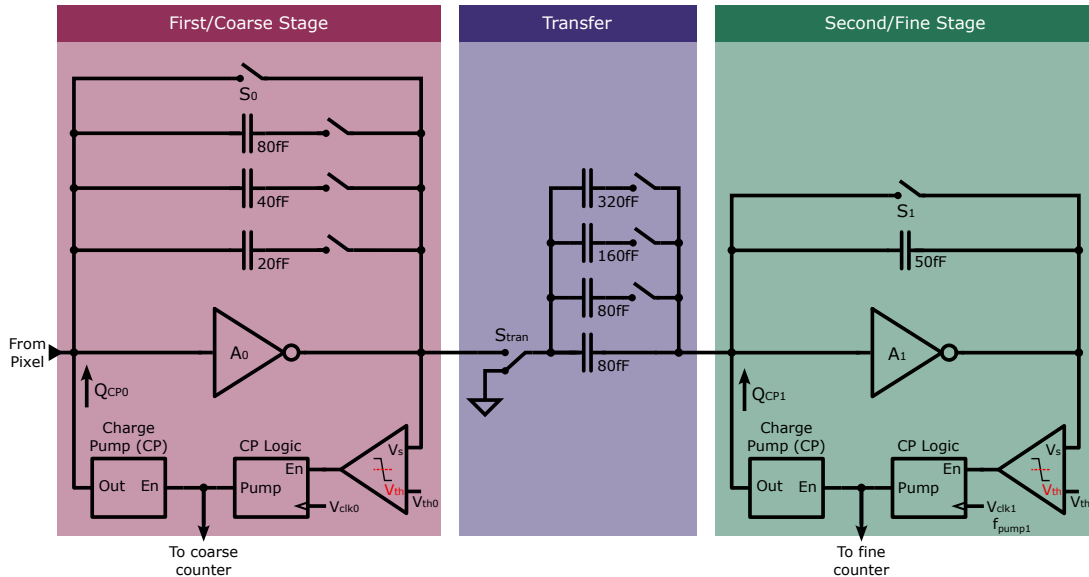 First/Coarse Stage
Transfer
Second/Fine Stage
S0
80fF
40fF
20fF
From
Pixel
A0
QCP0
Charge
Pump (CP)
Out
En
CP Logic
En
Pump
Vclk0
Vs
Vth
Vth0
To coarse
counter
320fF
160fF
80fF
Stran
80fF
S1
50fF
A1
QCP1
Charge
Pump (CP)
Out
En
CP Logic
En
Pump
Vclk1
fpump1
Vs
Vth
Vth
To fine
counter